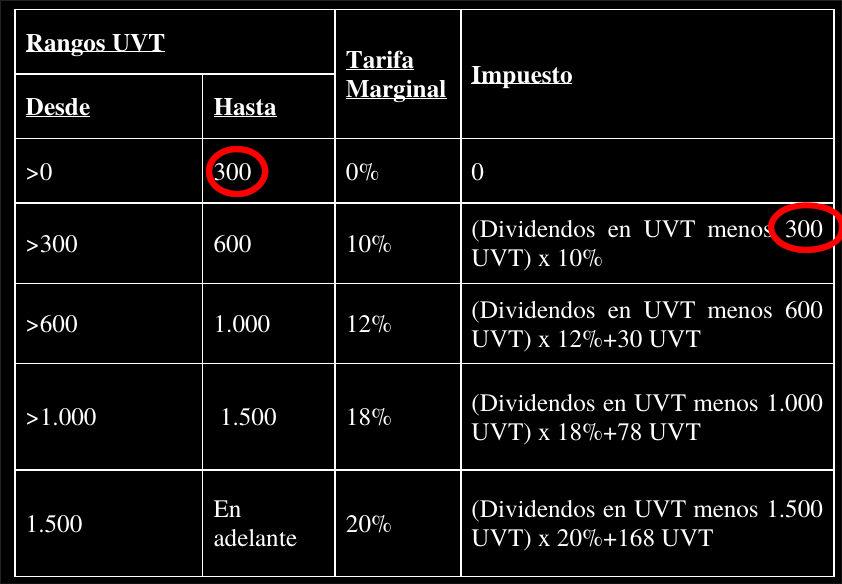 Rangos UVT
Tarifa
Marginal
Impuesto
Desde
Hasta
>0
300
0%
0
>300
600
10%
(Dividendos en UVT menos 300
UVT) x 10%
>600
1.000
12%
(Dividendos en UVT menos 600
UVT) x 12%+30 UVT
>1.000
1.500
18%
(Dividendos en UVT menos 1.000
UVT) x 18%+78 UVT
1.500
En
adelante
20%
(Dividendos en UVT menos 1.500
UVT) x 20%+168 UVT